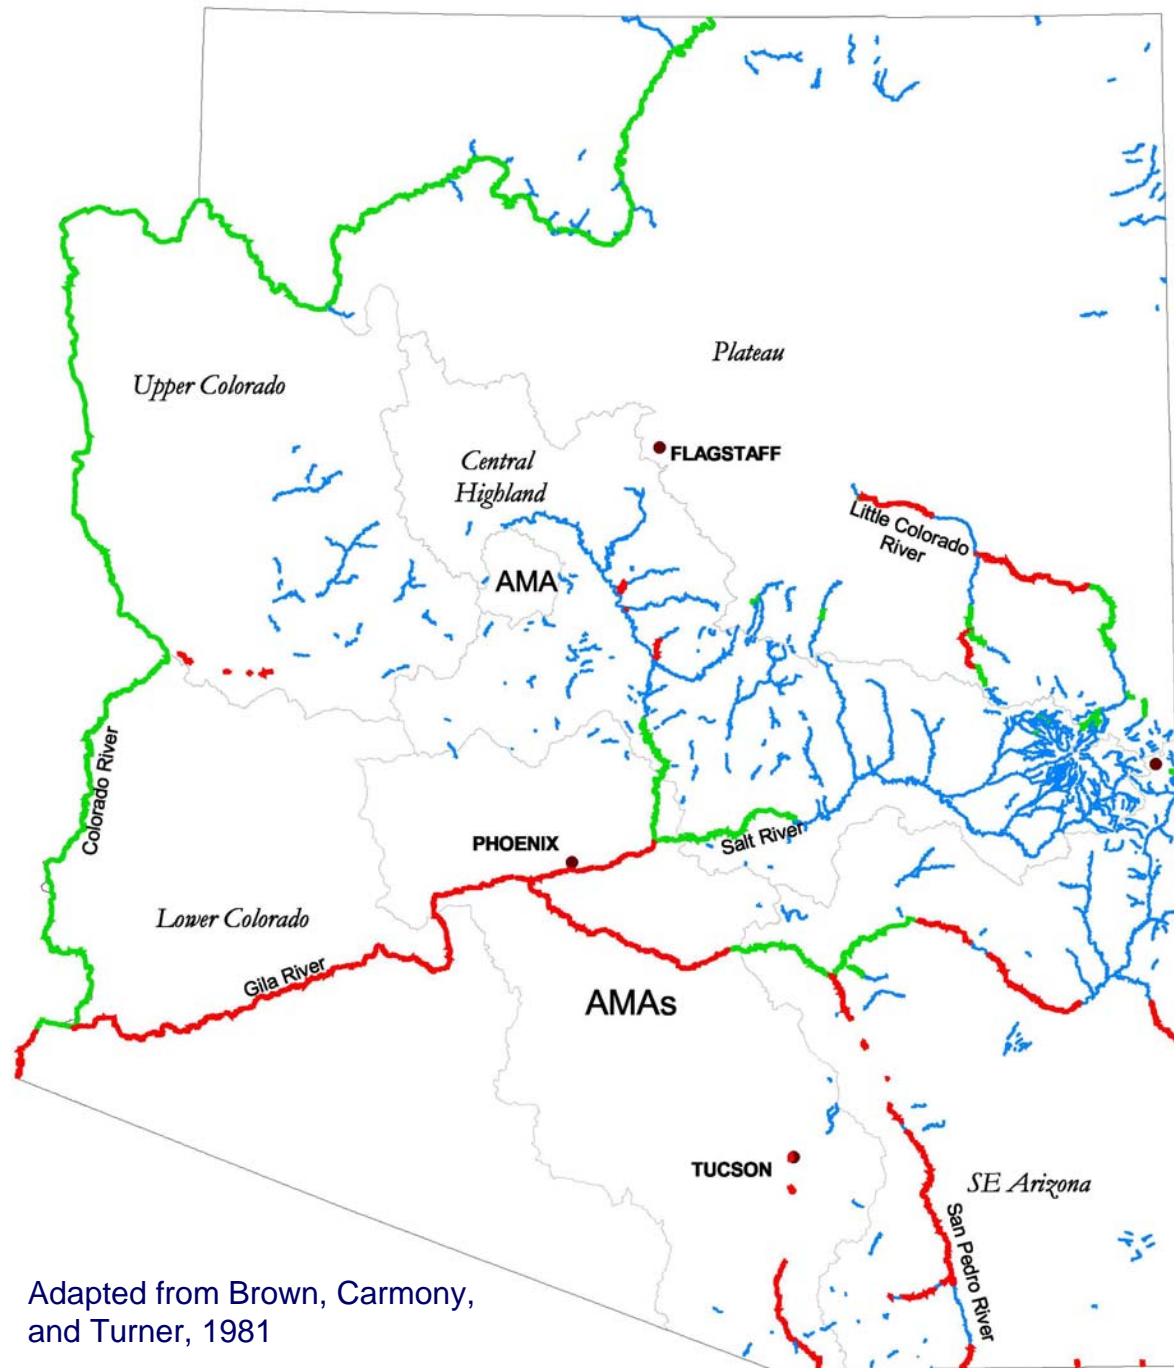 Plateau
Upper Colorado
FLAGSTAFF
Central
Highland
Little Colorado
River
AMA
Colorado River
PHOENIX
Salt River
Lower Colorado
Gila River
AMAs
TUCSON
SE Arizona
San Pedro River
Adapted from Brown, Carmony,
and Turner, 1981